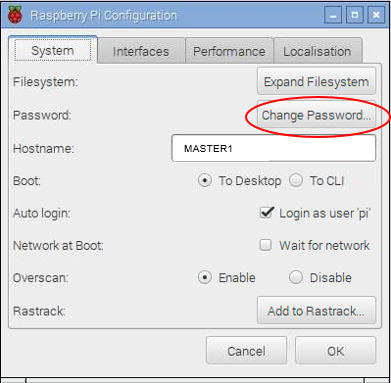 Raspberry Pi Configuration
System Interfaces Performance Localisation
Filesystem: Expand Filesystem
Password: Change Password...
Hostname: MASTER1
Boot: To Desktop To CLI
Auto login: Login as user 'pi'
Network at Boot: Wait for network
Overscan: Enable Disable
Rastrack: Add to Rastrack...
Cancel OK